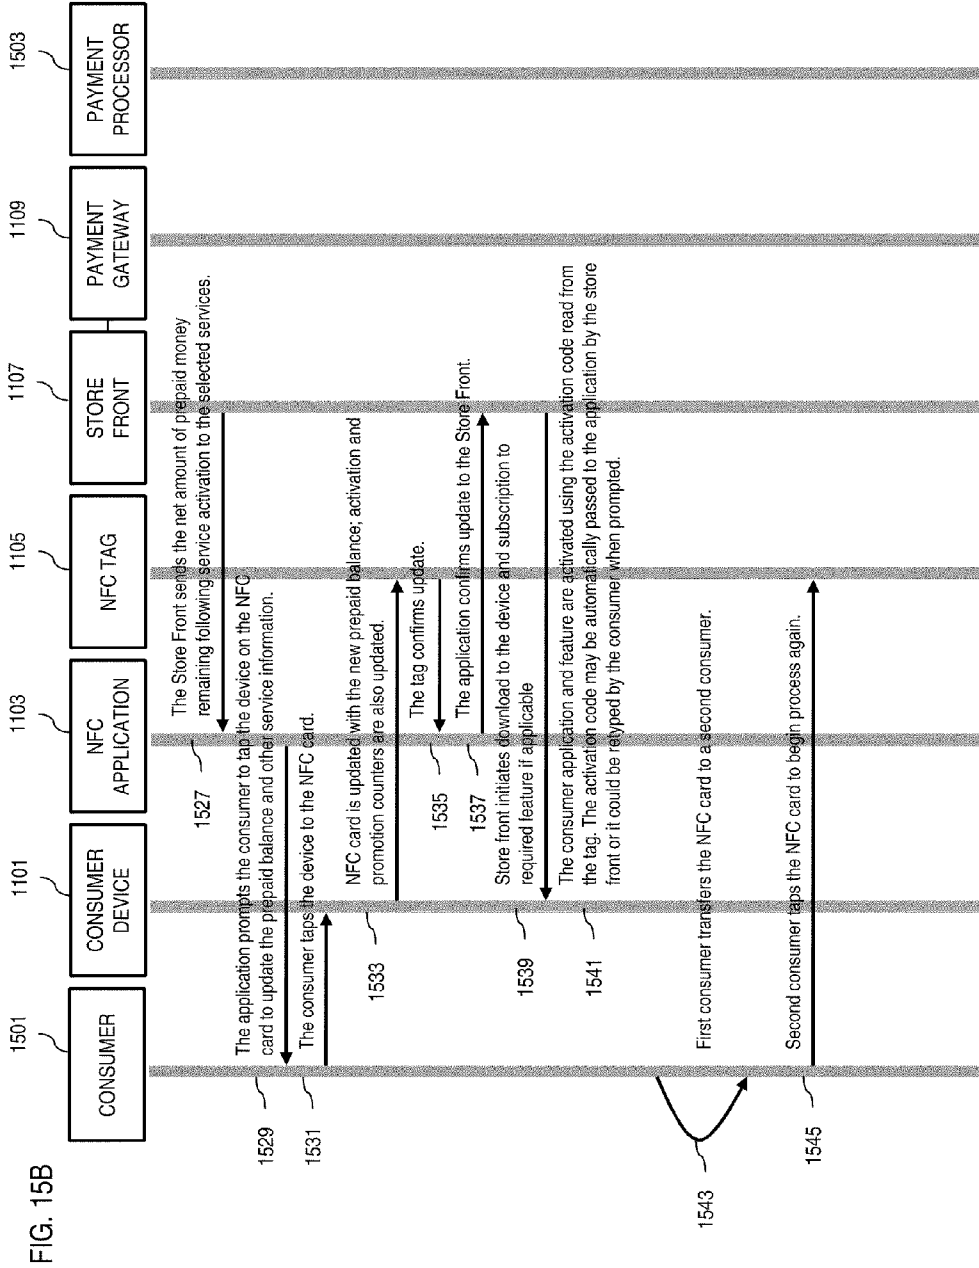 FIG. 15B
1501
1101
1103
1105
1107
1109
1503
CONSUMER
CONSUMER
DEVICE
NFC
APPLICATION
NFC TAG
STORE
FRONT
PAYMENT
GATEWAY
PAYMENT
PROCESSOR
1527
The Store Front sends the net amount of prepaid money
remaining following service activation to the selected services.
1529
The application prompts the consumer to tap the device on the NFC
card to update the prepaid balance and other service information.
1531
The consumer taps the device to the NFC card.
1533
NFC card is updated with the new prepaid balance; activation and
promotion counters are also updated.
1535
The tag confirms update.
1537
The application confirms update to the Store Front.
1539
Store front initiates download to the device and subscription to
required feature if applicable
1541
The consumer application and feature are activated using the activation code read from
the tag. The activation code may be automatically passed to the application by the store
front or it could be retyped by the consumer when prompted.
1543
First consumer transfers the NFC card to a second consumer.
1545
Second consumer taps the NFC card to begin process again.